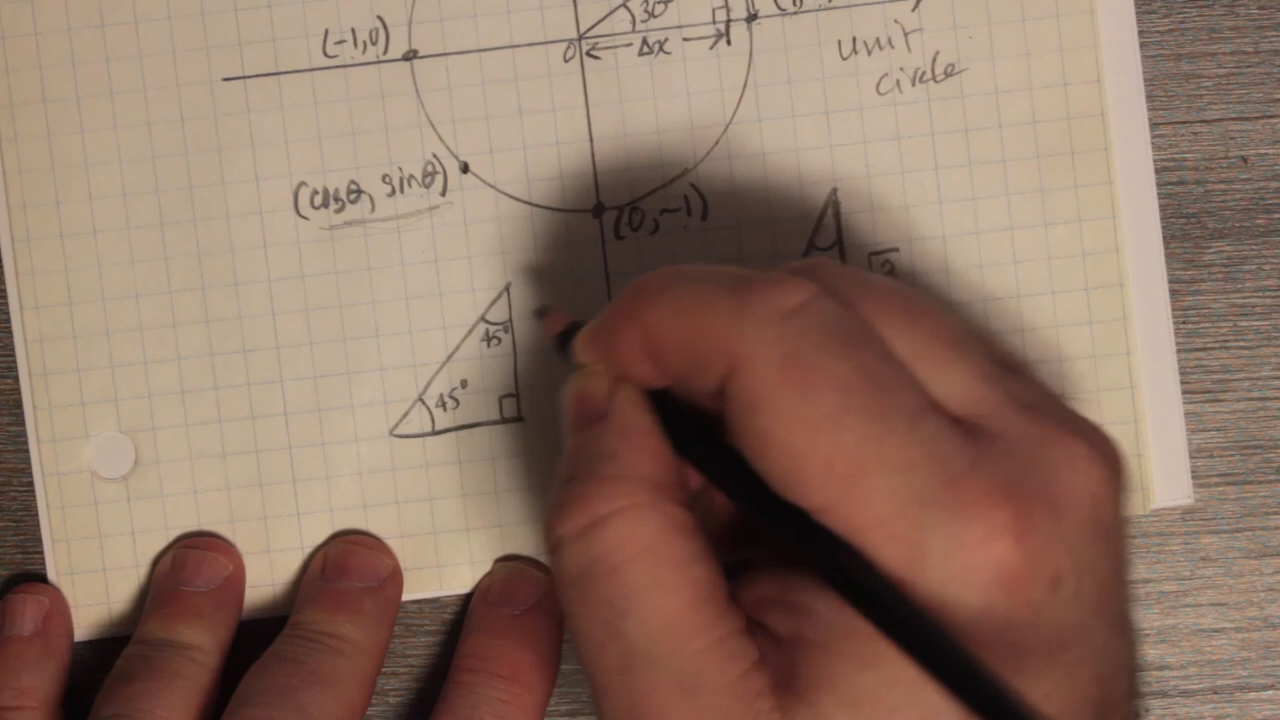 30°
(-1,0)
0
Δx
unit
circle
(cosθ, sinθ)
(0,-1)
45°
45°